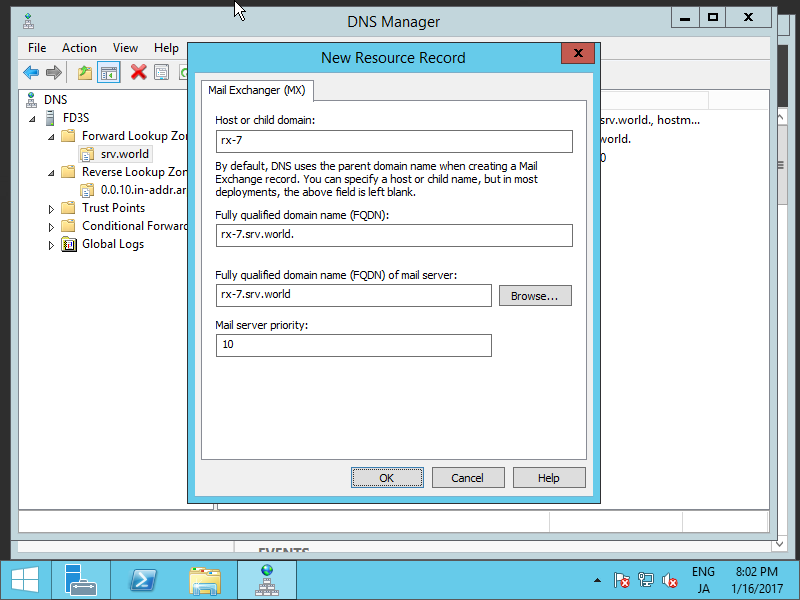 DNS Manager
File Action View Help
New Resource Record
DNS
FD3S
Forward Lookup Zon
srv.world
Reverse Lookup Zon
0.0.10.in-addr.ar
Trust Points
Conditional Forward
Global Logs
Mail Exchanger (MX)
Host or child domain:
rx-7
By default, DNS uses the parent domain name when creating a Mail
Exchange record. You can specify a host or child name, but in most
deployments, the above field is left blank.
Fully qualified domain name (FQDN):
rx-7.srv.world.
Fully qualified domain name (FQDN) of mail server:
rx-7.srv.world
Browse...
Mail server priority:
10
OK Cancel Help
srv.world., hostm...
world.
0
EVENTS
ENG
JA
8:02 PM
1/16/2017